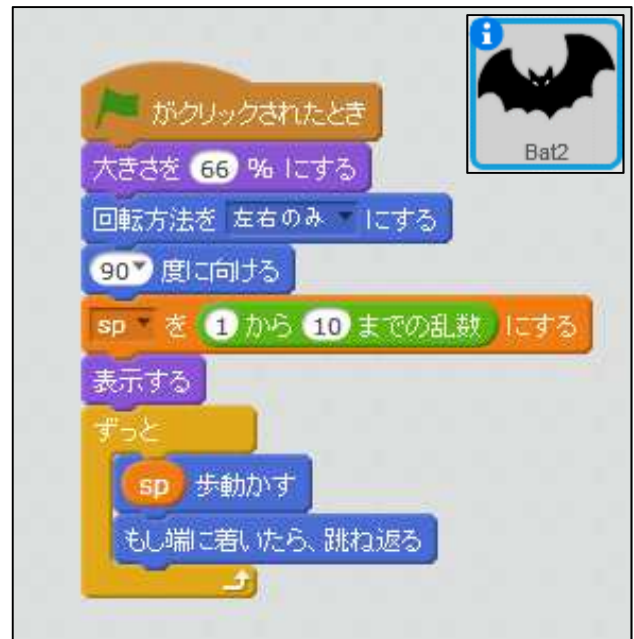 がクリックされたとき
大きさを 66 % にする
回転方法を 左右のみ にする
90 度に向ける
sp を 1 から 10 までの乱数 にする
表示する
ずっと
sp 歩動かす
もし端に着いたら、跳ね返る
i
Bat2